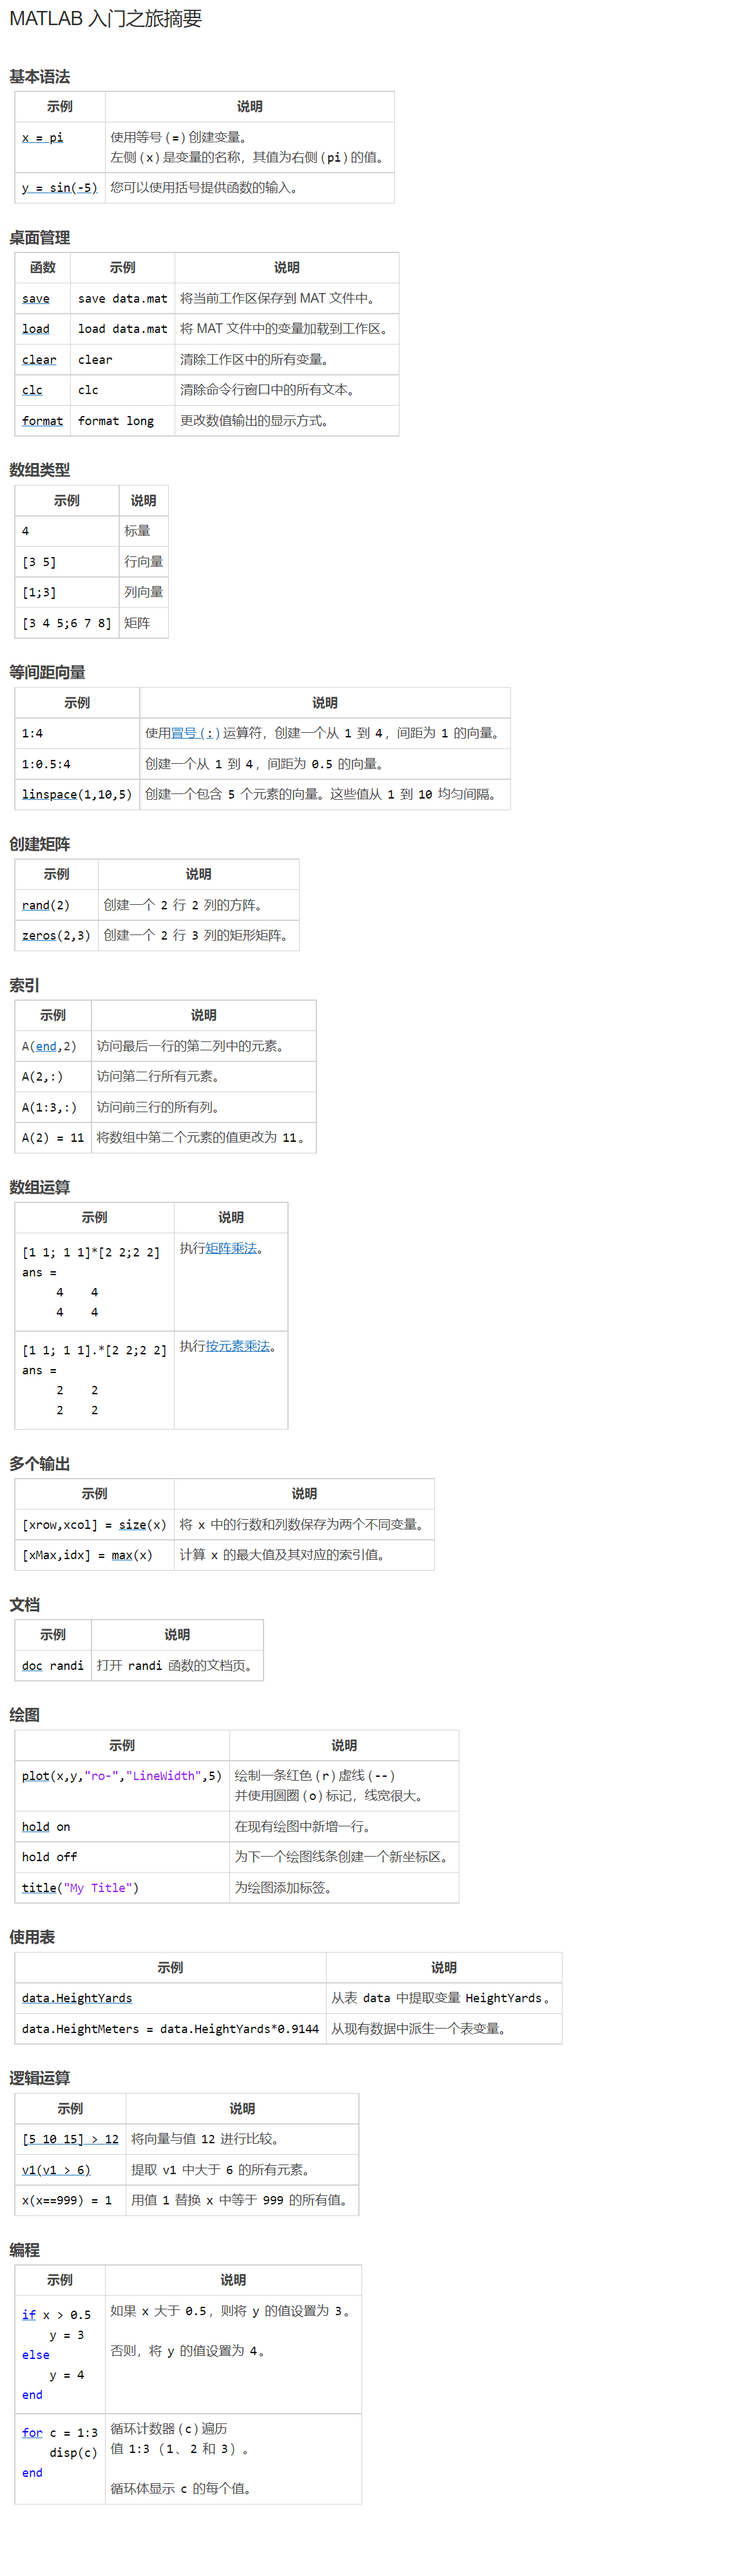 MATLAB 入门之旅摘要
基本语法
示例 说明
x = pi 使用等号 (=) 创建变量。
左侧 (x) 是变量的名称，其值为右侧 (pi) 的值。
y = sin(-5) 您可以使用括号提供函数的输入。
桌面管理
函数 示例 说明
save save data.mat 将当前工作区保存到 MAT 文件中。
load load data.mat 将 MAT 文件中的变量加载到工作区。
clear clear 清除工作区中的所有变量。
clc clc 清除命令行窗口中的所有文本。
format format long 更改数值输出的显示方式。
数组类型
示例 说明
4 标量
[3 5] 行向量
[1;3] 列向量
[3 4 5;6 7 8] 矩阵
等间距向量
示例 说明
1:4 使用冒号 (:) 运算符，创建一个从 1 到 4，间距为 1 的向量。
1:0.5:4 创建一个从 1 到 4，间距为 0.5 的向量。
linspace(1,10,5) 创建一个包含 5 个元素的向量。这些值从 1 到 10 均匀间隔。
创建矩阵
示例 说明
rand(2) 创建一个 2 行 2 列的方阵。
zeros(2,3) 创建一个 2 行 3 列的矩形矩阵。
索引
示例 说明
A(end,2) 访问最后一行的第二列中的元素。
A(2,:) 访问第二行所有元素。
A(1:3,:) 访问前三行的所有列。
A(2) = 11 将数组中第二个元素的值更改为 11。
数组运算
示例 说明
[1 1; 1 1]*[2 2;2 2] 执行矩阵乘法。
ans =
4 4
4 4
[1 1; 1 1].*[2 2;2 2] 执行按元素乘法。
ans =
2 2
2 2
多个输出
示例 说明
[xrow,xcol] = size(x) 将 x 中的行数和列数保存为两个不同变量。
[xMax,idx] = max(x) 计算 x 的最大值及其对应的索引值。
文档
示例 说明
doc randi 打开 randi 函数的文档页。
绘图
示例 说明
plot(x,y,"ro-","LineWidth",5) 绘制一条红色 (r) 虚线 (--)
并使用圆圈 (o) 标记，线宽很大。
hold on 在现有绘图中新增一行。
hold off 为下一个绘图线条创建一个新坐标区。
title("My Title") 为绘图添加标签。
使用表
示例 说明
data.HeightYards 从表 data 中提取变量 HeightYards。
data.HeightMeters = data.HeightYards*0.9144 从现有数据中派生一个表变量。
逻辑运算
示例 说明
[5 10 15] > 12 将向量与值 12 进行比较。
v1(v1 > 6) 提取 v1 中大于 6 的所有元素。
x(x==999) = 1 用值 1 替换 x 中等于 999 的所有值。
编程
示例 说明
if x > 0.5 如果 x 大于 0.5，则将 y 的值设置为 3。
y = 3
else 否则，将 y 的值设置为 4。
y = 4
end
for c = 1:3 循环计数器 (c) 遍历
disp(c) 值 1:3（1、2 和 3）。
end
循环体显示 c 的每个值。